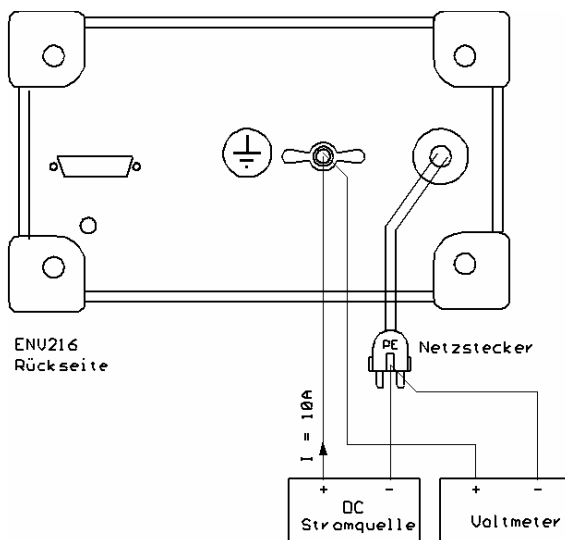 ENV216
Rückseite
PE
Netzstecker
I = 10A
+
-
+
-
DC
Stromquelle
Voltmeter